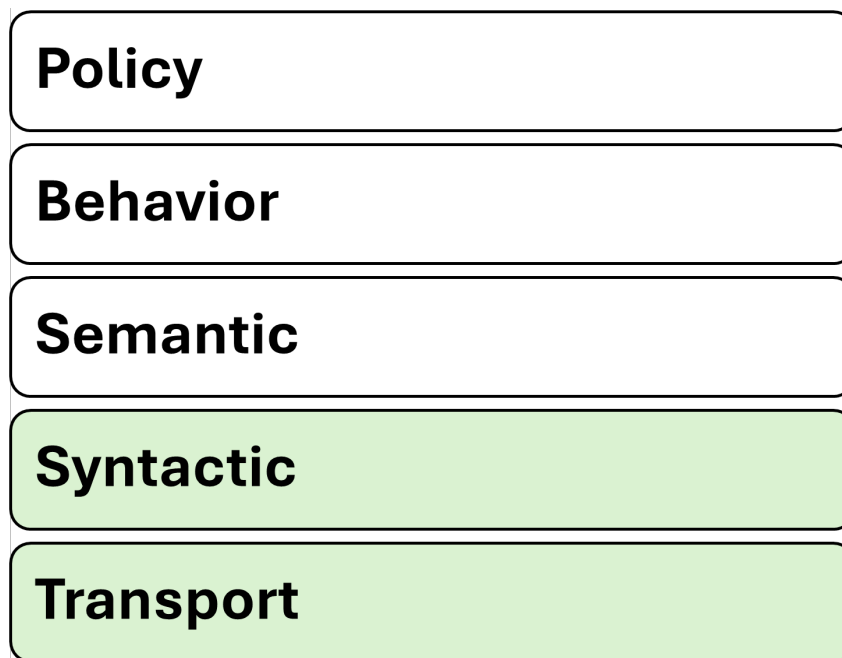 Policy
Behavior
Semantic
Syntactic
Transport